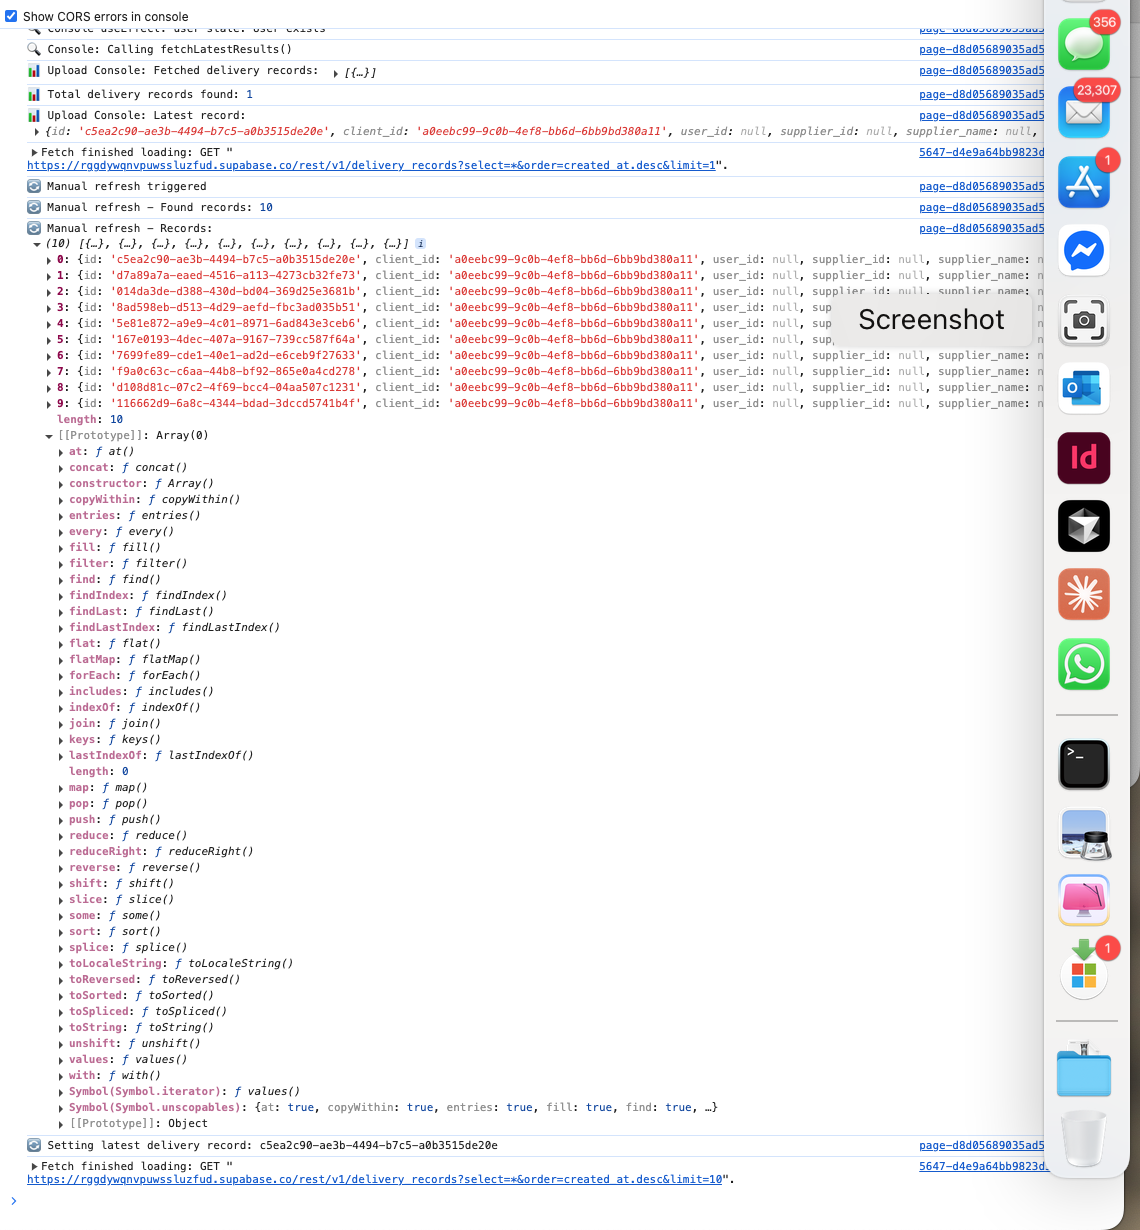 Show CORS errors in console
Console useEffect: user state: User exists
Console: Calling fetchLatestResults()
page-d8d05689035ad5
Upload Console: Fetched delivery records: [{…}]
page-d8d05689035ad5
Total delivery records found: 1
page-d8d05689035ad5
Upload Console: Latest record:
page-d8d05689035ad5
{id: 'c5ea2c90-ae3b-4494-b7c5-a0b3515de20e', client_id: 'a0eebc99-9c0b-4ef8-bb6d-6bb9bd380a11', user_id: null, supplier_id: null, supplier_name: null,
Fetch finished loading: GET "
5647-d4e9a64bb9823d
https://rggdywqnvpuwssluzfud.supabase.co/rest/v1/delivery_records?select=*&order=created_at.desc&limit=1".
Manual refresh triggered
page-d8d05689035ad5
Manual refresh – Found records: 10
page-d8d05689035ad5
Manual refresh – Records:
page-d8d05689035ad5
(10) [{…}, {…}, {…}, {…}, {…}, {…}, {…}, {…}, {…}, {…}] i
0: {id: 'c5ea2c90-ae3b-4494-b7c5-a0b3515de20e', client_id: 'a0eebc99-9c0b-4ef8-bb6d-6bb9bd380a11', user_id: null, supplier_id: null, supplier_name: n
1: {id: 'd7a89a7a-eaed-4516-a113-4273cb32fe73', client_id: 'a0eebc99-9c0b-4ef8-bb6d-6bb9bd380a11', user_id: null, supplier_id: null, supplier_name: n
2: {id: '014da3de-d388-430d-bd04-369d25e3681b', client_id: 'a0eebc99-9c0b-4ef8-bb6d-6bb9bd380a11', user_id: null, supplier_id: null, supplier_name: n
3: {id: '8ad598eb-d513-4d29-aefd-fbc3ad035b51', client_id: 'a0eebc99-9c0b-4ef8-bb6d-6bb9bd380a11', user_id: null, sup
4: {id: '5e81e872-a9e9-4c01-8971-6ad843e3ceb6', client_id: 'a0eebc99-9c0b-4ef8-bb6d-6bb9bd380a11', user_id: null, sup
5: {id: '167e0193-4dec-407a-9167-739cc587f64a', client_id: 'a0eebc99-9c0b-4ef8-bb6d-6bb9bd380a11', user_id: null, sup
6: {id: '7699fe89-cde1-40e1-ad2d-e6ceb9f27633', client_id: 'a0eebc99-9c0b-4ef8-bb6d-6bb9bd380a11', user_id: null, supplier_id: null, supplier_name: n
7: {id: 'f9a0c63c-c6aa-44b8-bf92-865e0a4cd278', client_id: 'a0eebc99-9c0b-4ef8-bb6d-6bb9bd380a11', user_id: null, supplier_id: null, supplier_name: n
8: {id: 'd108d81c-07c2-4f69-bcc4-04aa507c1231', client_id: 'a0eebc99-9c0b-4ef8-bb6d-6bb9bd380a11', user_id: null, supplier_id: null, supplier_name: n
9: {id: '116662d9-6a8c-4344-bdad-3dccd5741b4f', client_id: 'a0eebc99-9c0b-4ef8-bb6d-6bb9bd380a11', user_id: null, supplier_id: null, supplier_name: n
length: 10
[[Prototype]]: Array(0)
at: ƒ at()
concat: ƒ concat()
constructor: ƒ Array()
copyWithin: ƒ copyWithin()
entries: ƒ entries()
every: ƒ every()
fill: ƒ fill()
filter: ƒ filter()
find: ƒ find()
findIndex: ƒ findIndex()
findLast: ƒ findLast()
findLastIndex: ƒ findLastIndex()
flat: ƒ flat()
flatMap: ƒ flatMap()
forEach: ƒ forEach()
includes: ƒ includes()
indexOf: ƒ indexOf()
join: ƒ join()
keys: ƒ keys()
lastIndexOf: ƒ lastIndexOf()
length: 0
map: ƒ map()
pop: ƒ pop()
push: ƒ push()
reduce: ƒ reduce()
reduceRight: ƒ reduceRight()
reverse: ƒ reverse()
shift: ƒ shift()
slice: ƒ slice()
some: ƒ some()
sort: ƒ sort()
splice: ƒ splice()
toLocaleString: ƒ toLocaleString()
toReversed: ƒ toReversed()
toSorted: ƒ toSorted()
toSpliced: ƒ toSpliced()
toString: ƒ toString()
unshift: ƒ unshift()
values: ƒ values()
with: ƒ with()
Symbol(Symbol.iterator): ƒ values()
Symbol(Symbol.unscopables): {at: true, copyWithin: true, entries: true, fill: true, find: true, …}
[[Prototype]]: Object
Setting latest delivery record: c5ea2c90-ae3b-4494-b7c5-a0b3515de20e
page-d8d05689035ad5
Fetch finished loading: GET "
5647-d4e9a64bb9823d
https://rggdywqnvpuwssluzfud.supabase.co/rest/v1/delivery_records?select=*&order=created_at.desc&limit=10".
356
23,307
1
Screenshot
Id
>_
1